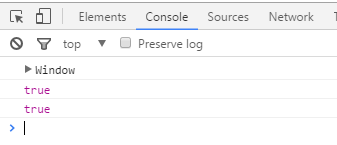 Elements Console Sources Network
top Preserve log
Window
true
true